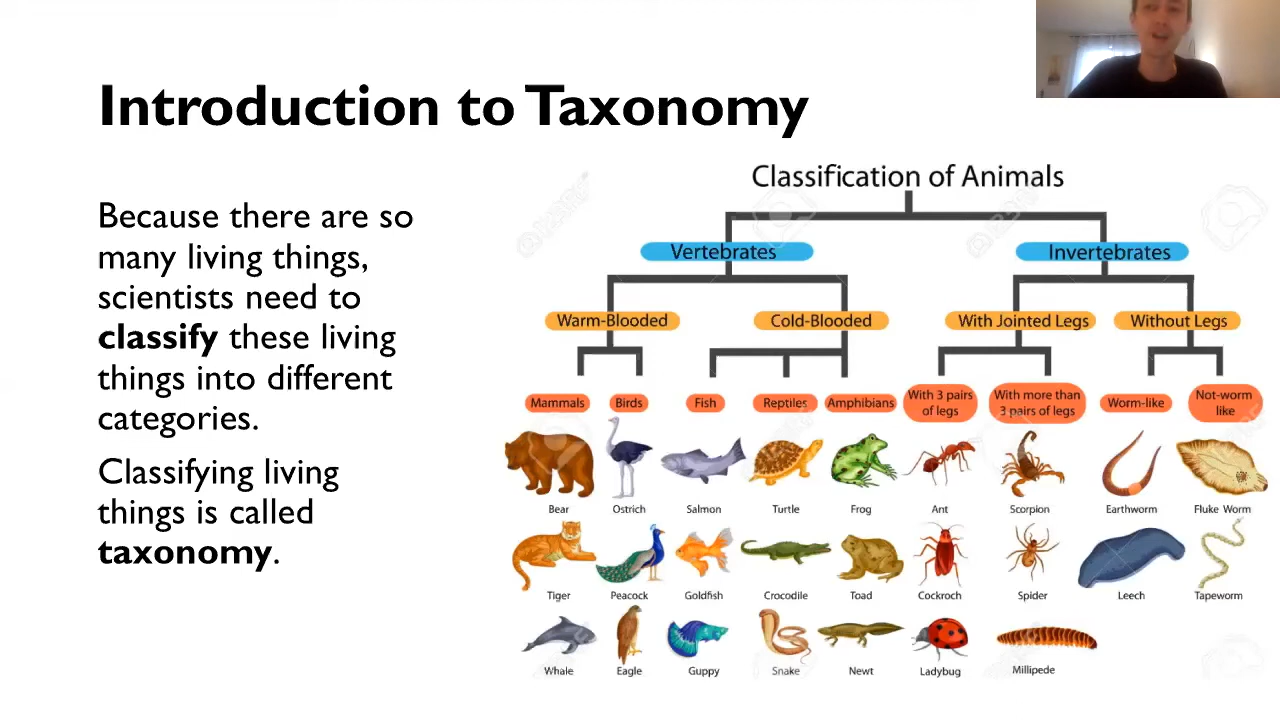 Introduction to Taxonomy
Because there are so
many living things,
scientists need to
classify these living
things into different
categories.
Classifying living
things is called
taxonomy.
Classification of Animals
Vertebrates Invertebrates
Warm-Blooded Cold-Blooded With Jointed Legs Without Legs
Mammals Birds Fish Reptiles Amphibians With 3 pairs
of legs
With more than
3 pairs of legs
Worm-like
Not-worm
like
Bear Ostrich Salmon Turtle Frog Ant Scorpion Earthworm Fluke Worm
Tiger Peacock Goldfish Crocodile Toad Cockroch Spider Leech Tapeworm
Whale Eagle Guppy Snake Newt Ladybug Millipede